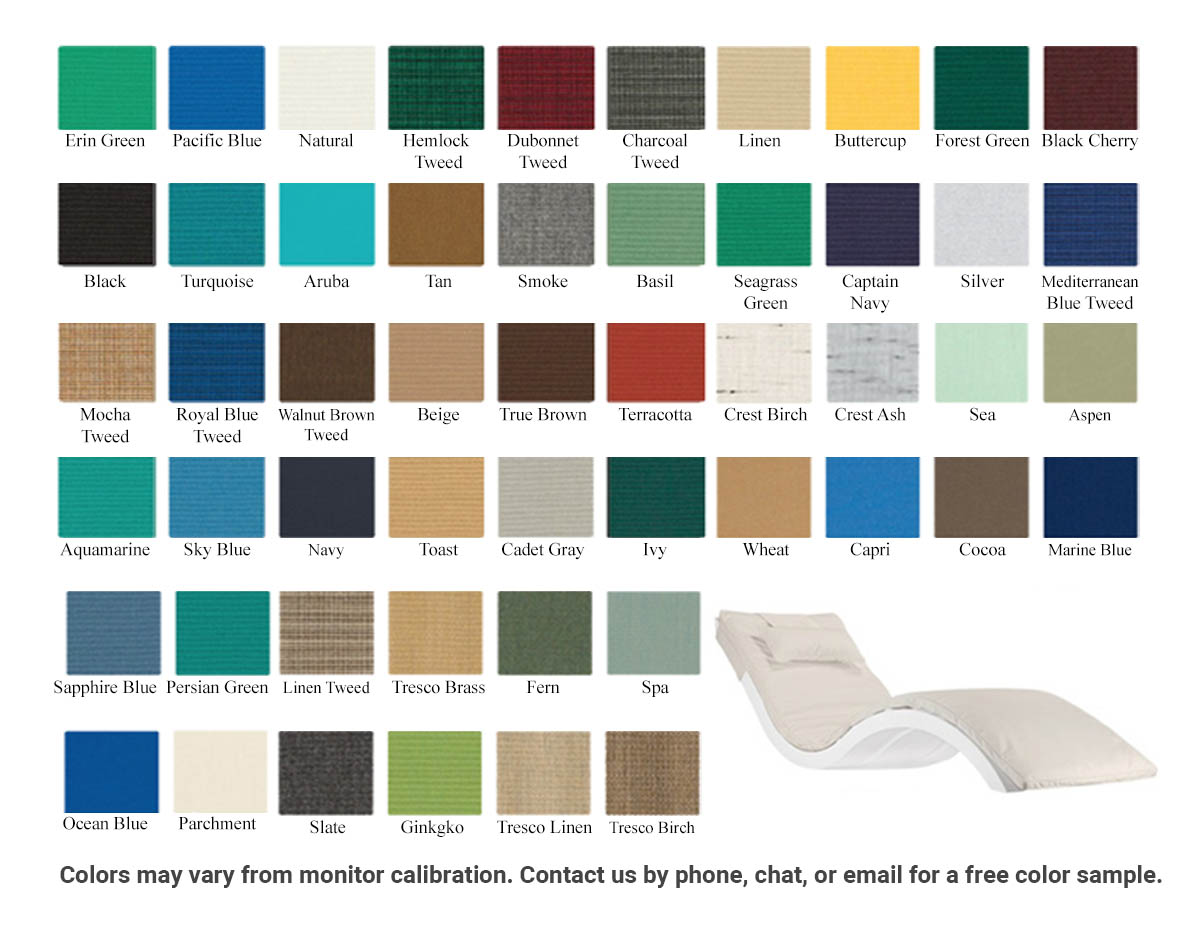 Erin Green Pacific Blue Natural Hemlock Dubonnet Charcoal Linen Buttercup Forest Green Black Cherry
Tweed Tweed Tweed
Black Turquoise Aruba Tan Smoke Basil Seagrass Captain Silver Mediterranean
Green Navy Blue Tweed
Mocha Royal Blue Walnut Brown Beige True Brown Terracotta Crest Birch Crest Ash Sea Aspen
Tweed Tweed Tweed
Aquamarine Sky Blue Navy Toast Cadet Gray Ivy Wheat Capri Cocoa Marine Blue
Sapphire Blue Persian Green Linen Tweed Tresco Brass Fern Spa
Ocean Blue Parchment Slate Ginkgko Tresco Linen Tresco Birch
Colors may vary from monitor calibration. Contact us by phone, chat, or email for a free color sample.